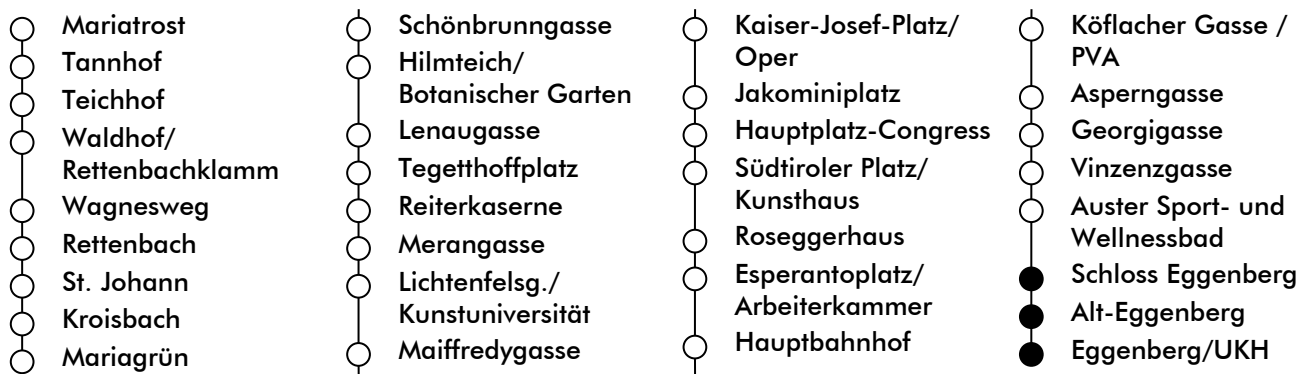 Mariatrost
Tannhof
Teichhof
Waldhof/
Rettenbachklamm
Wagnesweg
Rettenbach
St. Johann
Kroisbach
Mariagrün
Schönbrunngasse
Hilmteich/
Botanischer Garten
Lenaugasse
Tegetthoffplatz
Reiterkaserne
Merangasse
Lichtenfelsg./
Kunstuniversität
Maiffredygasse
Kaiser-Josef-Platz/
Oper
Jakominiplatz
Hauptplatz-Congress
Südtiroler Platz/
Kunsthaus
Roseggerhaus
Esperantoplatz/
Arbeiterkammer
Hauptbahnhof
Köflacher Gasse /
PVA
Asperngasse
Georgigasse
Vinzenzgasse
Auster Sport- und
Wellnessbad
Schloss Eggenberg
Alt-Eggenberg
Eggenberg/UKH